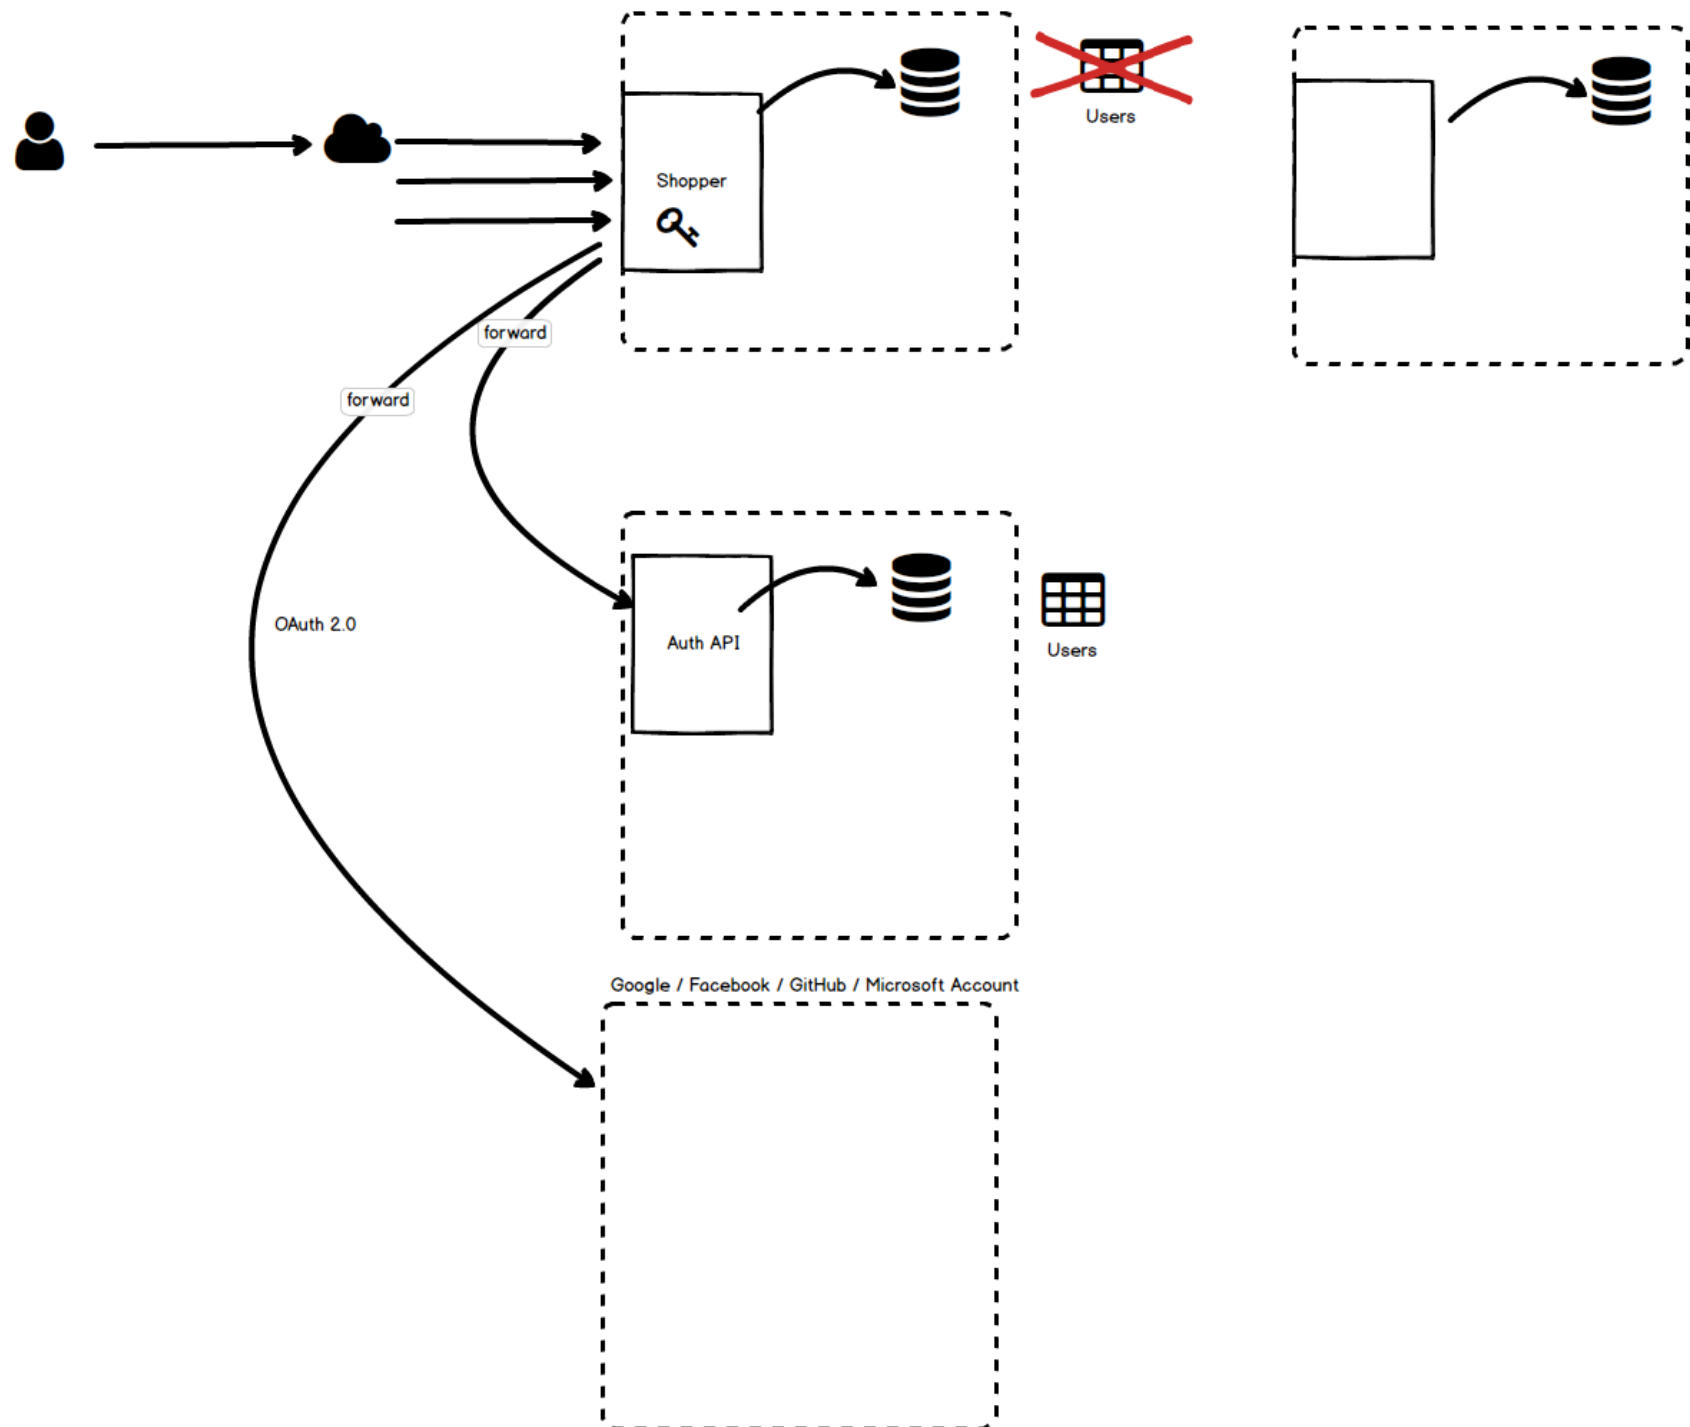 Users
Shopper
forward
forward
OAuth 2.0
Auth API
Users
Google / Facebook / GitHub / Microsoft Account